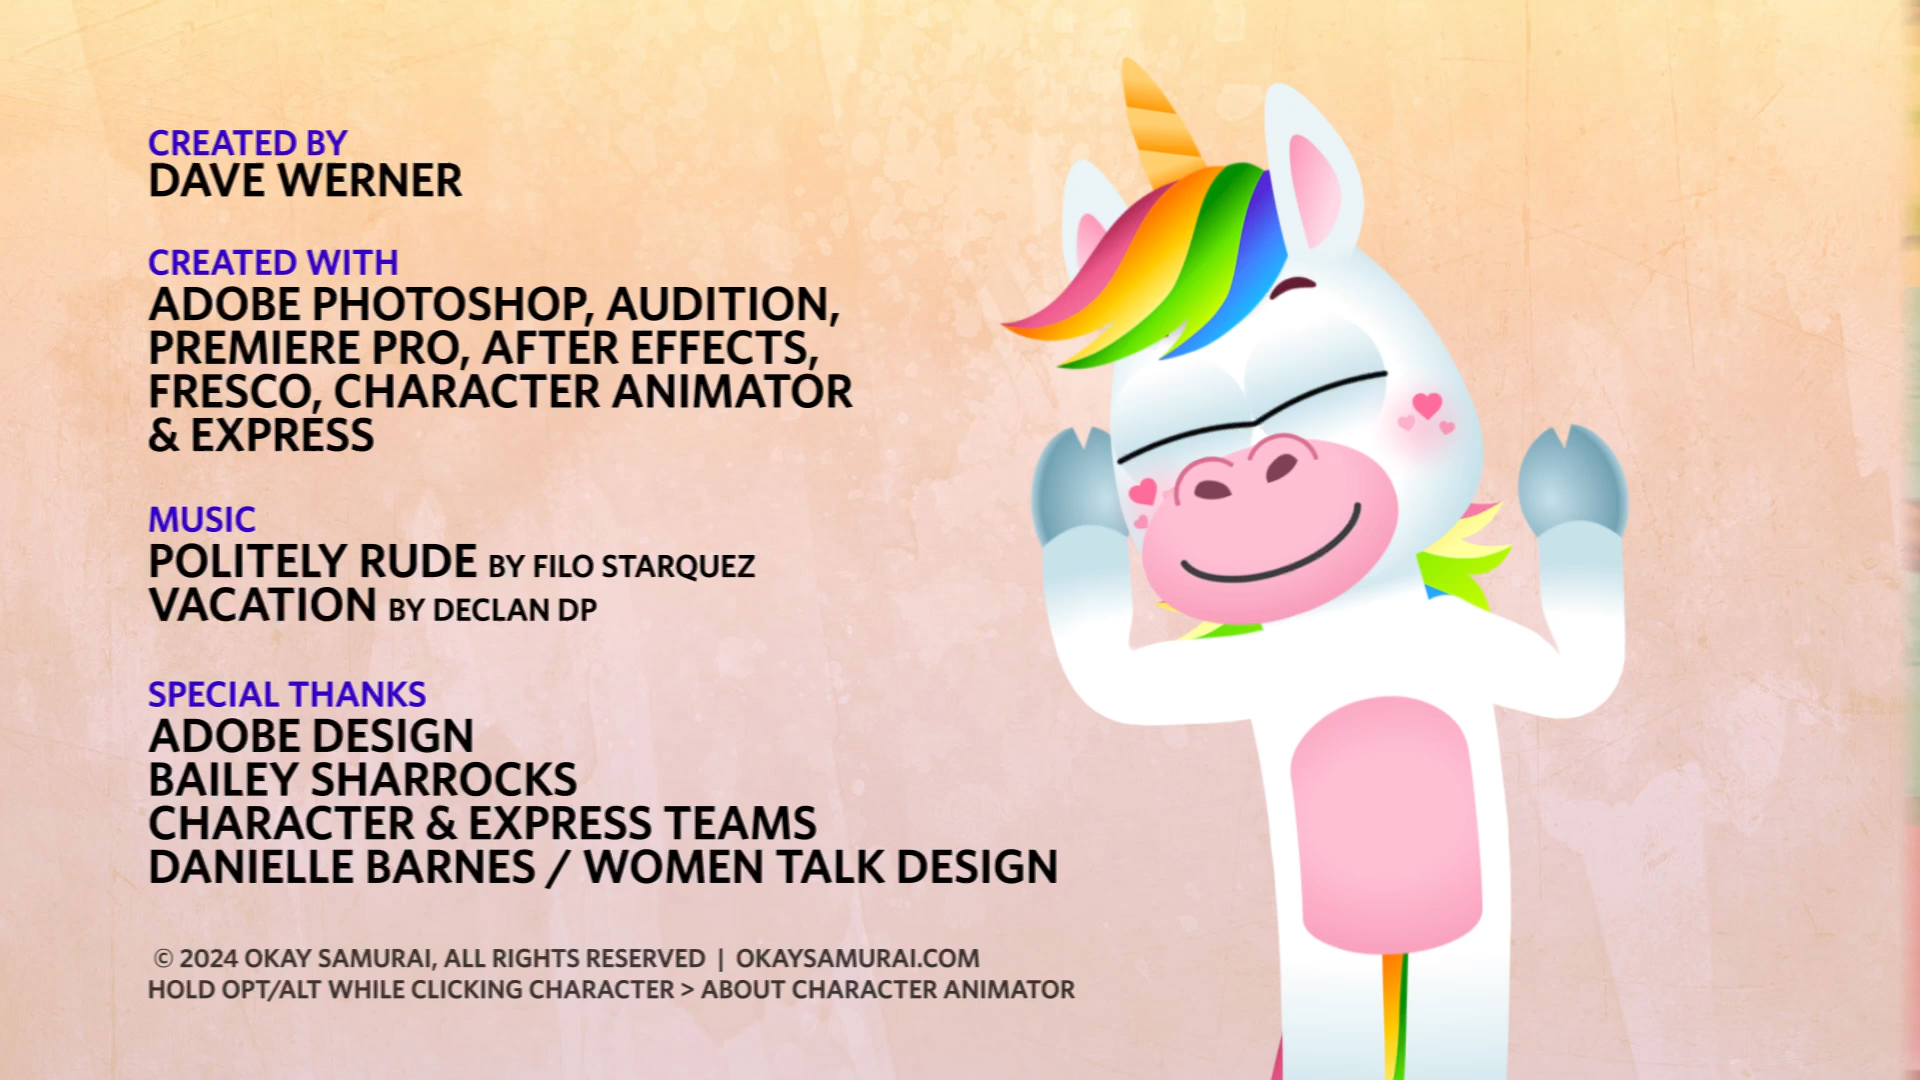 CREATED BY
DAVE WERNER
CREATED WITH
ADOBE PHOTOSHOP, AUDITION,
PREMIERE PRO, AFTER EFFECTS,
FRESCO, CHARACTER ANIMATOR
& EXPRESS
MUSIC
POLITELY RUDE BY FILO STARQUEZ
VACATION BY DECLAN DP
SPECIAL THANKS
ADOBE DESIGN
BAILEY SHARROCKS
CHARACTER & EXPRESS TEAMS
DANIELLE BARNES / WOMEN TALK DESIGN
© 2024 OKAY SAMURAI, ALL RIGHTS RESERVED | OKAYSAMURAI.COM
HOLD OPT/ALT WHILE CLICKING CHARACTER > ABOUT CHARACTER ANIMATOR